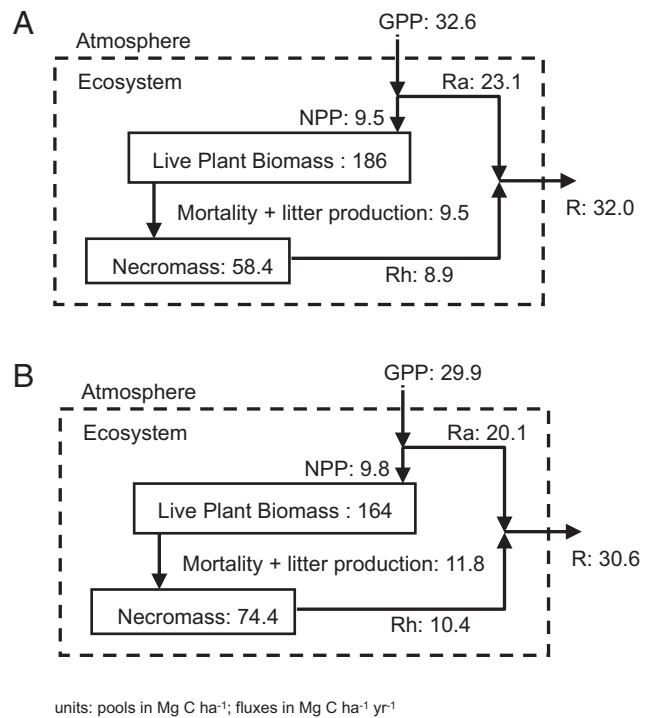 A
GPP: 32.6
Atmosphere
Ecosystem
Ra: 23.1
NPP: 9.5
Live Plant Biomass : 186
Mortality + litter production: 9.5
R: 32.0
Necromass: 58.4
Rh: 8.9
B
GPP: 29.9
Atmosphere
Ecosystem
Ra: 20.1
NPP: 9.8
Live Plant Biomass : 164
Mortality + litter production: 11.8
R: 30.6
Necromass: 74.4
Rh: 10.4
units: pools in Mg C ha⁻¹; fluxes in Mg C ha⁻¹ yr⁻¹